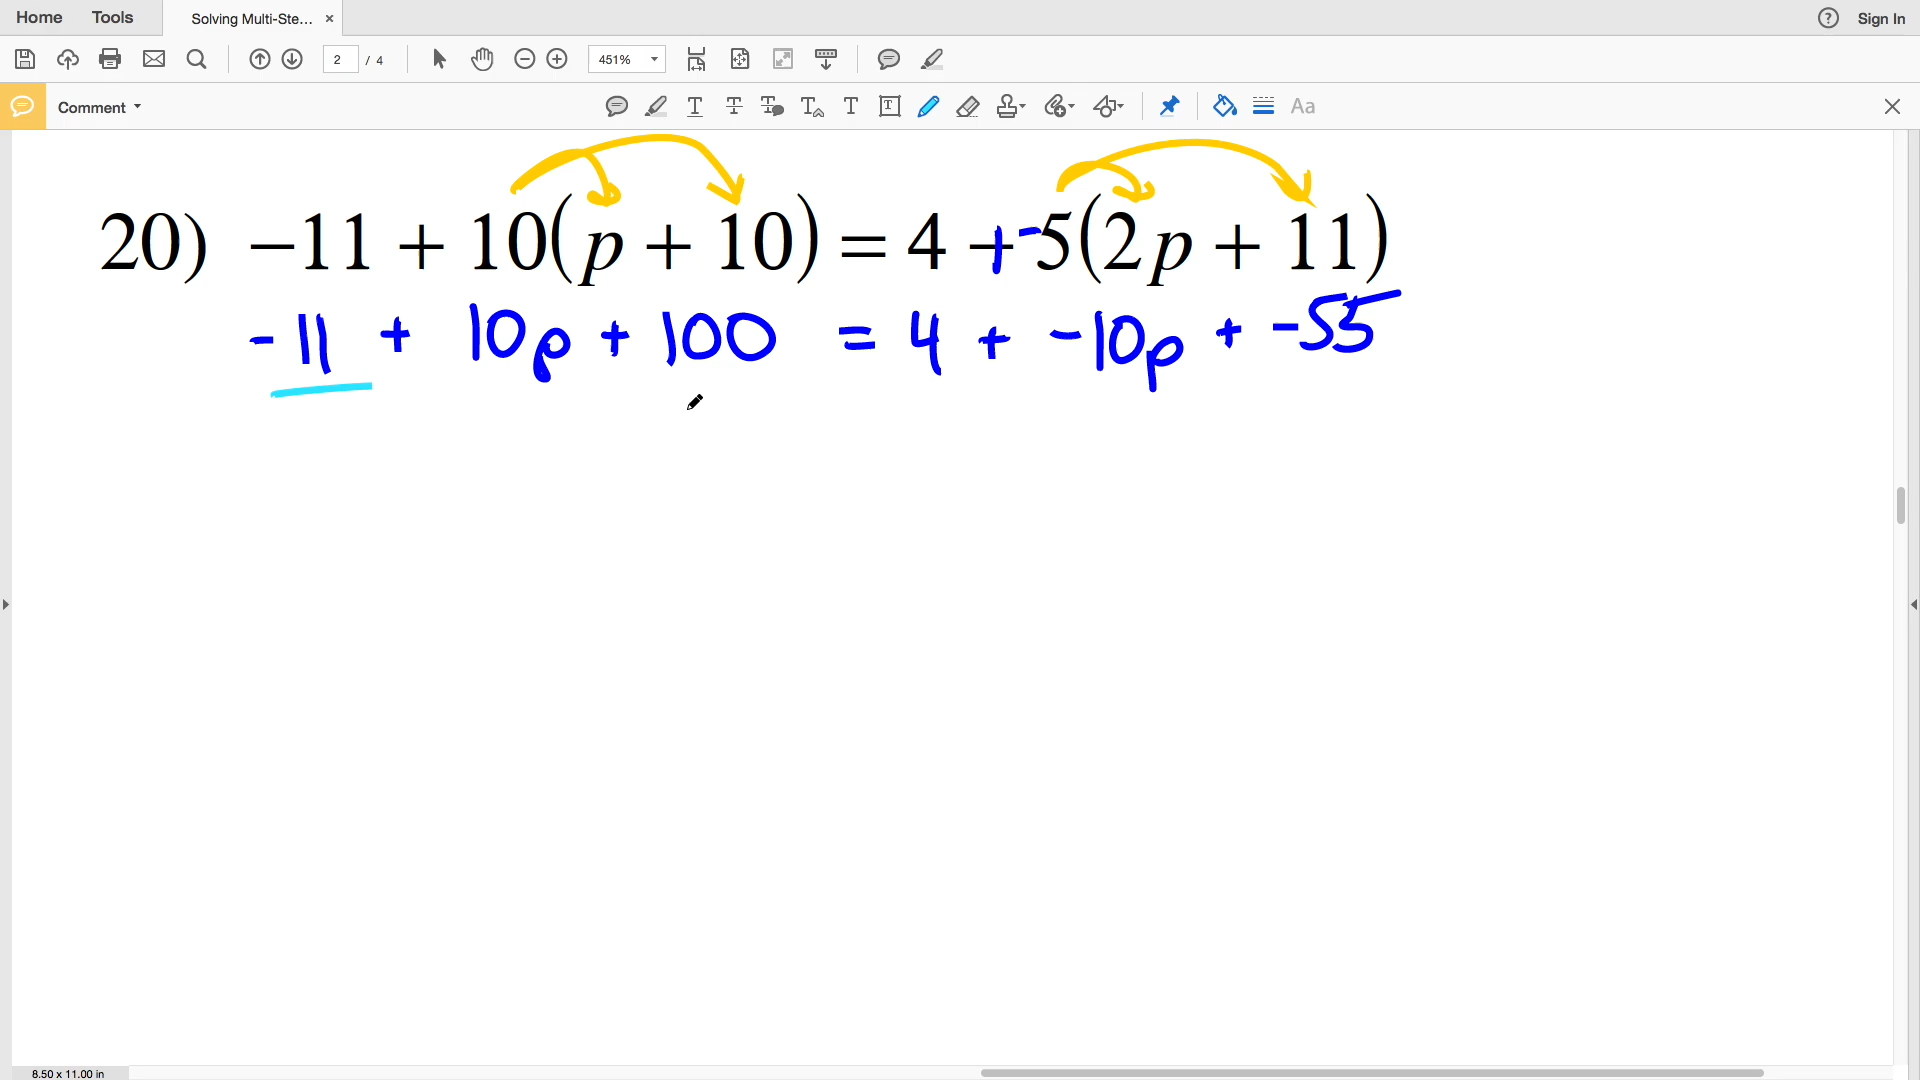 Home Tools Solving Multi-Ste... × ? Sign In
2 / 4 451%
Comment T T T T T T Aa
20) −11 + 10(p + 10) = 4 +-5(2p + 11)
-11 + 10p + 100 = 4 + -10p + -55
8.50 x 11.00 in